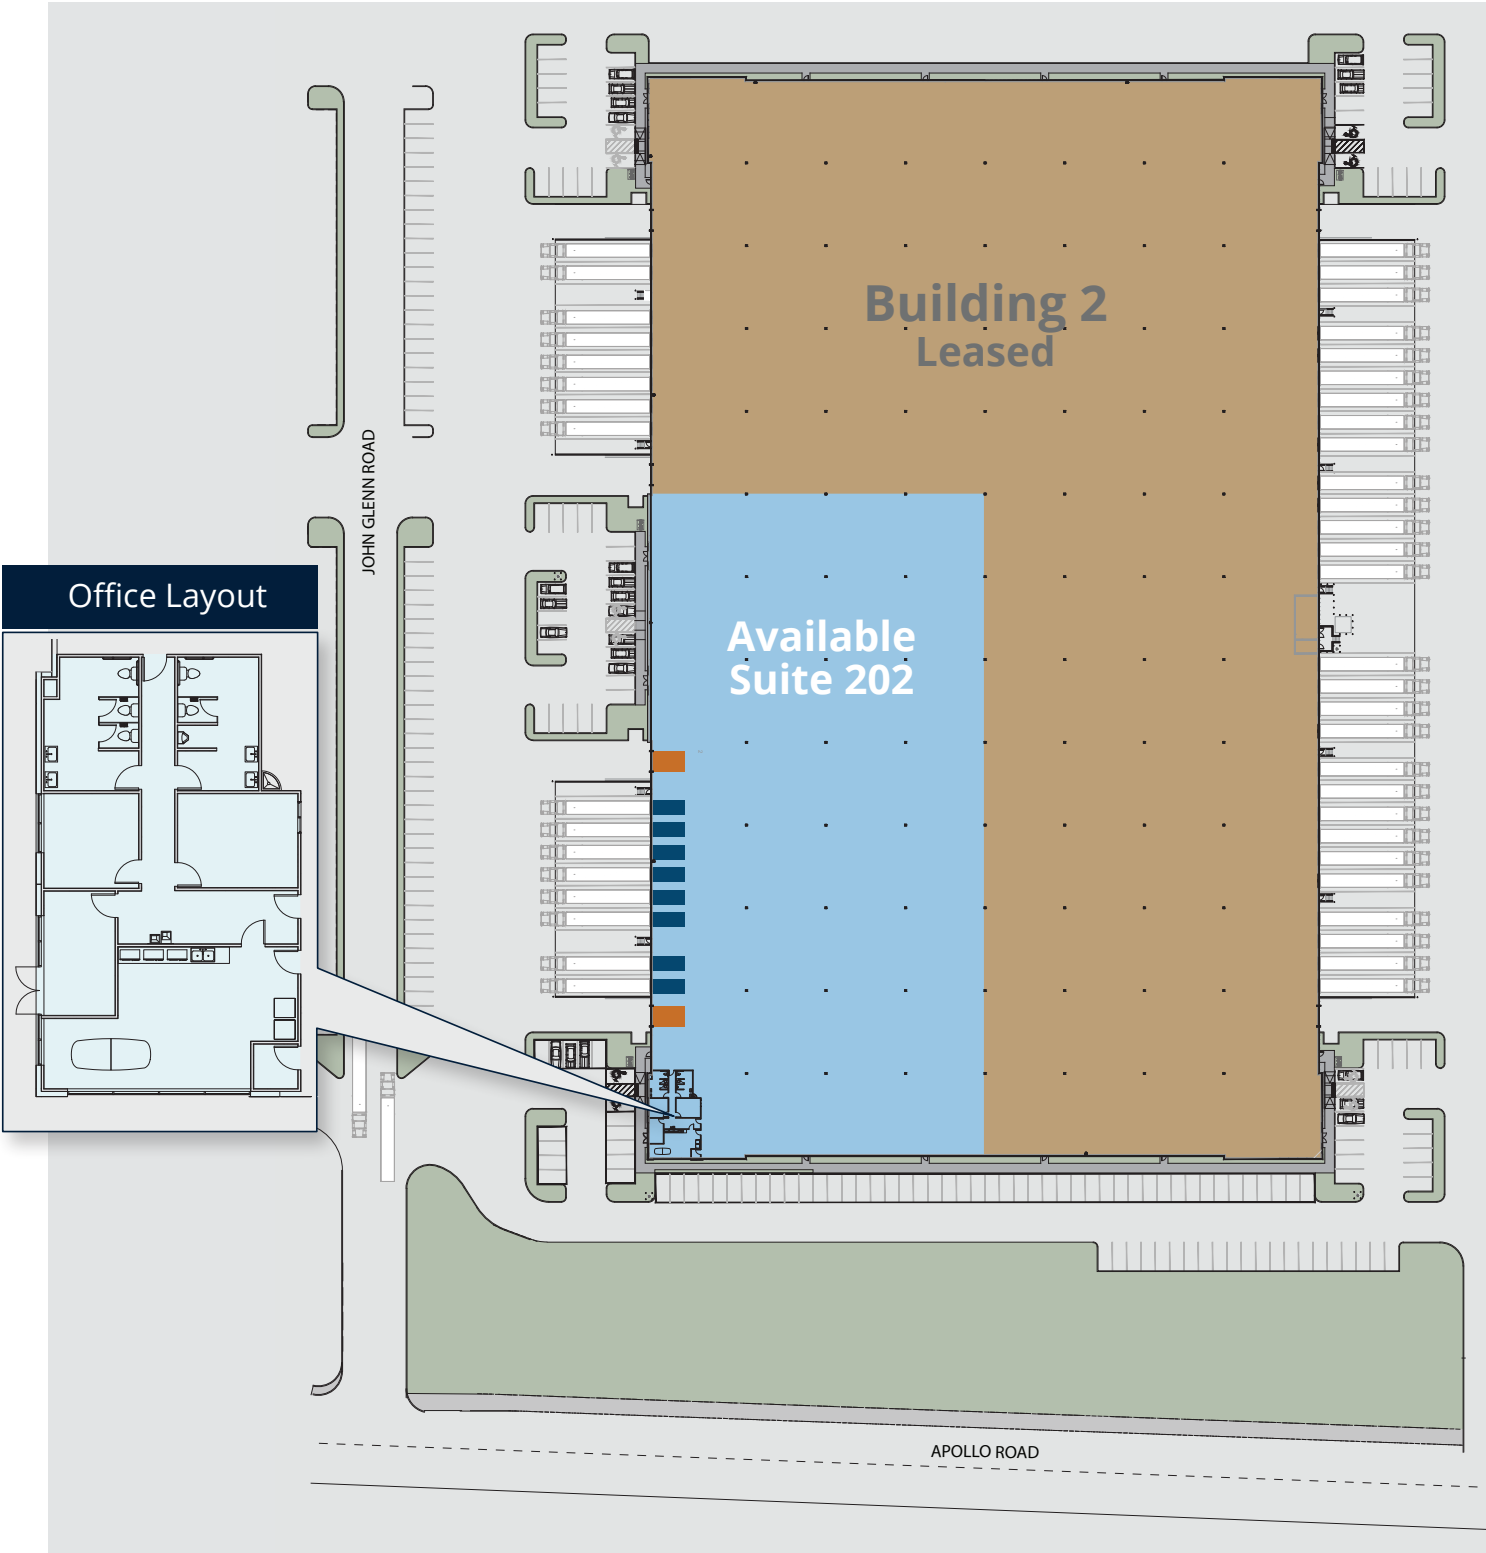 Building 2
Leased
JOHN GLENN ROAD
Office Layout
Available
Suite 202
APOLLO ROAD